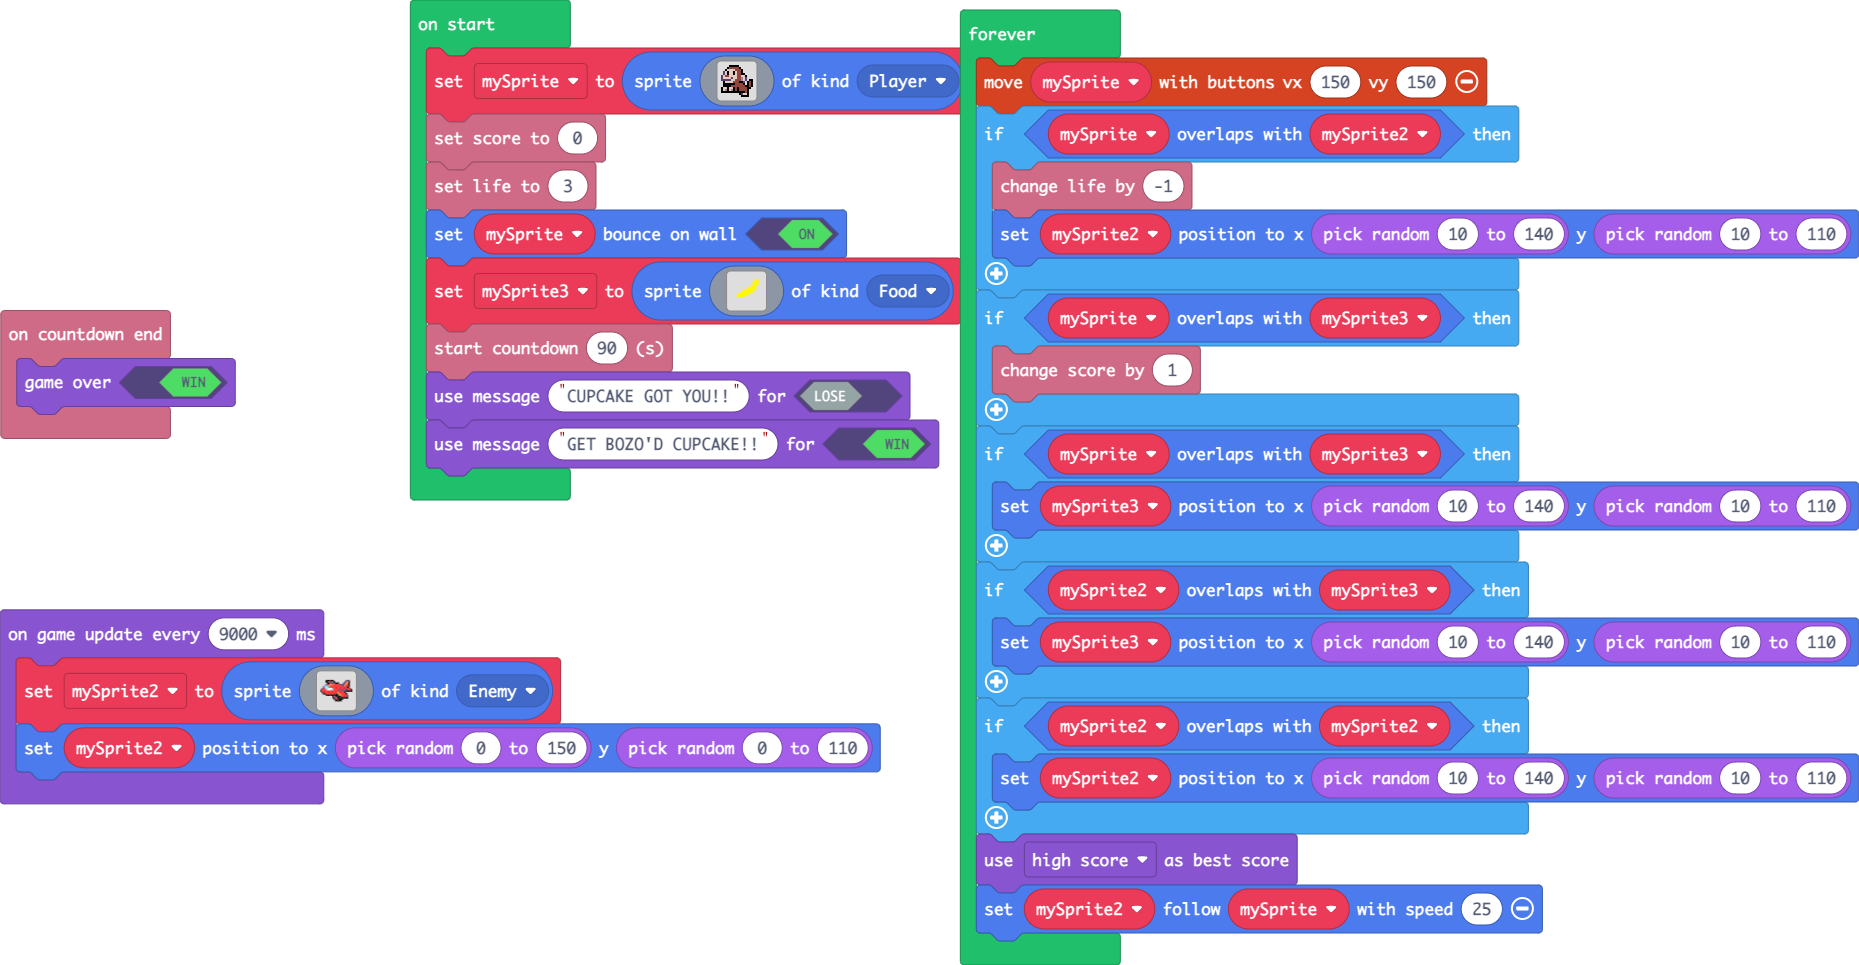 on start
set mySprite to sprite of kind Player
set score to 0
set life to 3
set mySprite bounce on wall ON
set mySprite3 to sprite of kind Food
start countdown 90 (s)
use message "CUPCAKE GOT YOU!!" for LOSE
use message "GET BOZO'D CUPCAKE!!" for WIN
on countdown end
game over WIN
on game update every 9000 ms
set mySprite2 to sprite of kind Enemy
set mySprite2 position to x pick random 0 to 150 y pick random 0 to 110
forever
move mySprite with buttons vx 150 vy 150
if mySprite overlaps with mySprite2 then
change life by -1
set mySprite2 position to x pick random 10 to 140 y pick random 10 to 110
if mySprite overlaps with mySprite3 then
change score by 1
if mySprite overlaps with mySprite3 then
set mySprite3 position to x pick random 10 to 140 y pick random 10 to 110
if mySprite2 overlaps with mySprite3 then
set mySprite3 position to x pick random 10 to 140 y pick random 10 to 110
if mySprite2 overlaps with mySprite2 then
set mySprite2 position to x pick random 10 to 140 y pick random 10 to 110
use high score as best score
set mySprite2 follow mySprite with speed 25